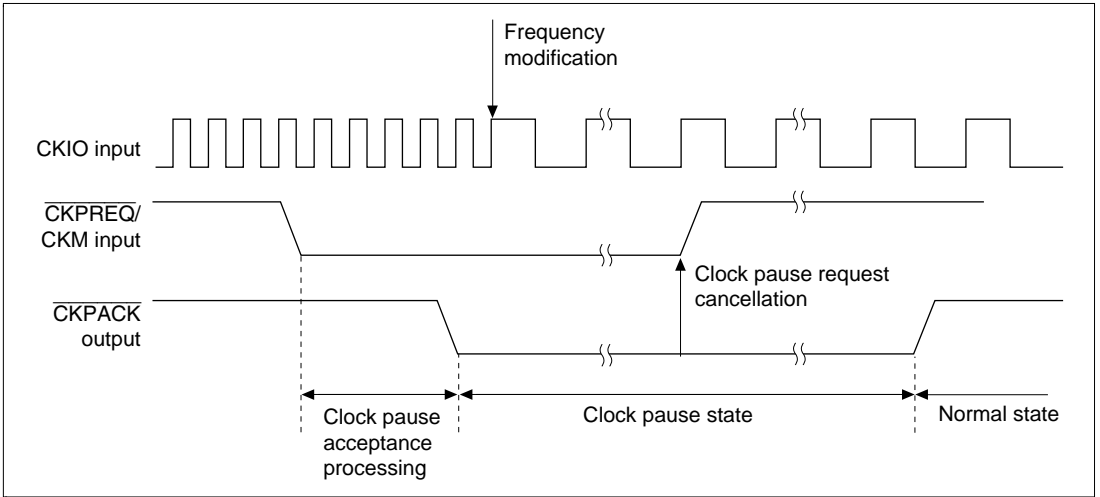 Frequency
modification
CKIO input
CKPREQ/
CKM input
Clock pause request
cancellation
CKPACK
output
Clock pause
acceptance
processing
Clock pause state
Normal state